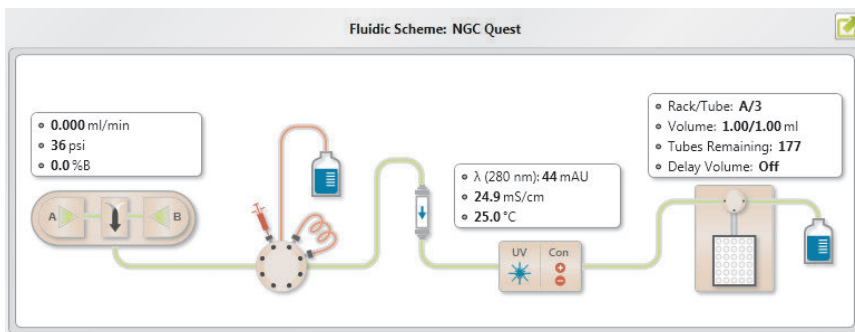 Fluidic Scheme: NGC Quest
0.000 ml/min
36 psi
0.0 %B
A
B
λ (280 nm): 44 mAU
24.9 mS/cm
25.0 °C
UV Con
Rack/Tube: A/3
Volume: 1.00/1.00 ml
Tubes Remaining: 177
Delay Volume: Off